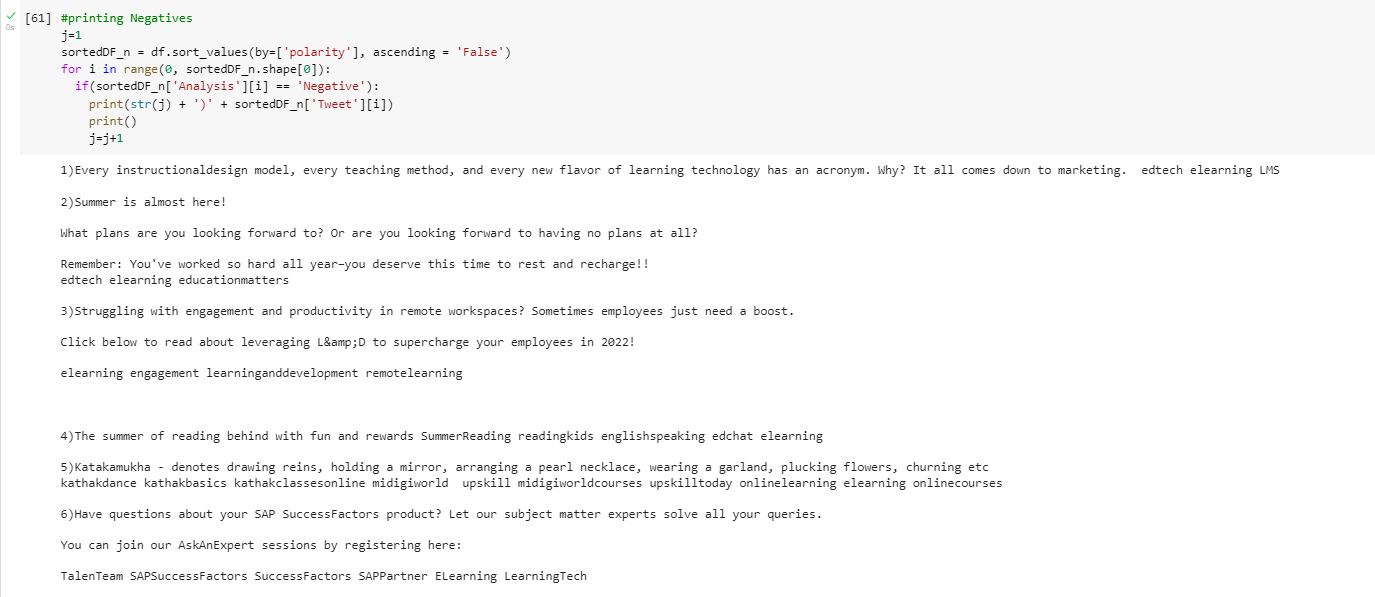 [61] #printing Negatives
0s
j=1
sortedDF_n = df.sort_values(by=['polarity'], ascending = 'False')
for i in range(0, sortedDF_n.shape[0]):
if(sortedDF_n['Analysis'][i] == 'Negative'):
print(str(j) + ')' + sortedDF_n['Tweet'][i])
print()
j=j+1
1)Every instructionaldesign model, every teaching method, and every new flavor of learning technology has an acronym. Why? It all comes down to marketing.  edtech elearning LMS
2)Summer is almost here!
What plans are you looking forward to? Or are you looking forward to having no plans at all?
Remember: You've worked so hard all year–you deserve this time to rest and recharge!!
edtech elearning educationmatters
3)Struggling with engagement and productivity in remote workspaces? Sometimes employees just need a boost.
Click below to read about leveraging L&amp;D to supercharge your employees in 2022!
elearning engagement learninganddevelopment remotelearning
4)The summer of reading behind with fun and rewards SummerReading readingkids englishspeaking edchat elearning
5)Katakamukha - denotes drawing reins, holding a mirror, arranging a pearl necklace, wearing a garland, plucking flowers, churning etc
kathakdance kathakbasics kathakclassesonline midigiworld  upskill midigiworldcourses upskilltoday onlinelearning elearning onlinecourses
6)Have questions about your SAP SuccessFactors product? Let our subject matter experts solve all your queries.
You can join our AskAnExpert sessions by registering here:
TalenTeam SAPSuccessFactors SuccessFactors SAPPartner ELearning LearningTech